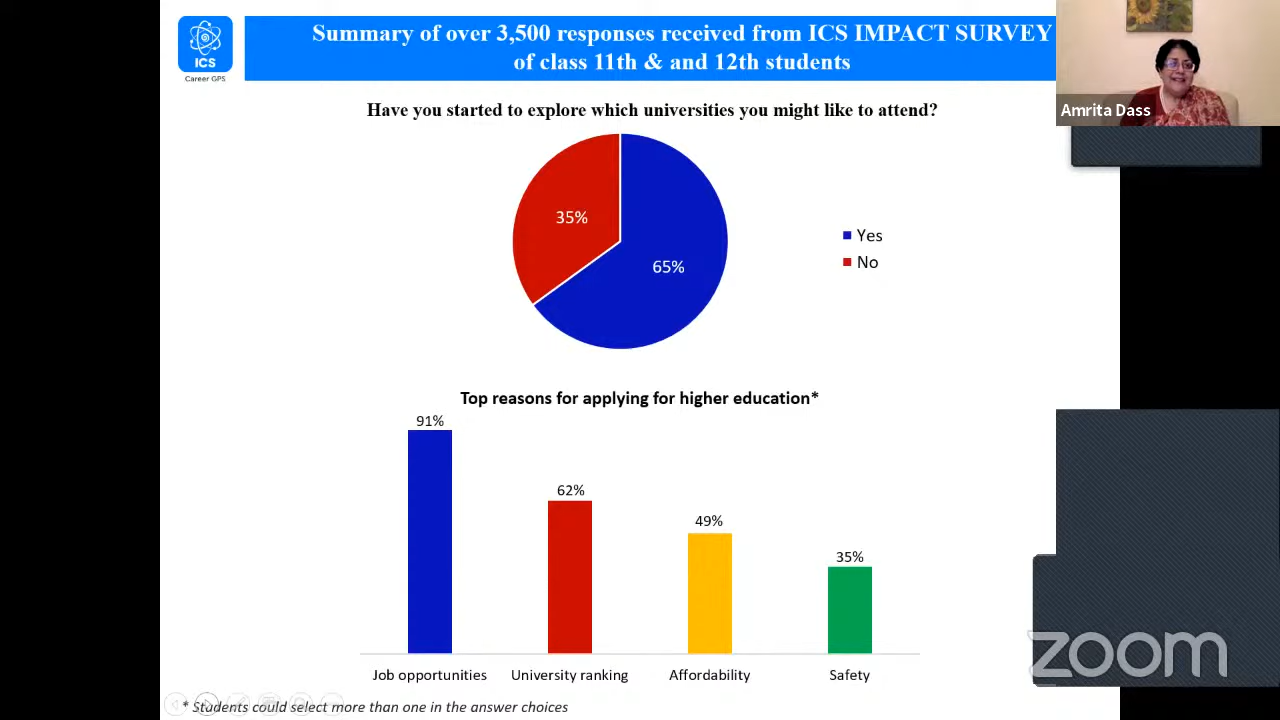 Summary of over 3,500 responses received from ICS IMPACT SURVEY
of class 11th & and 12th students
ICS
Career GPS
Amrita Dass
Have you started to explore which universities you might like to attend?
35%
65%
Yes
No
Top reasons for applying for higher education*
91%
62%
49%
35%
Job opportunities
University ranking
Affordability
Safety
* Students could select more than one in the answer choices
zoom